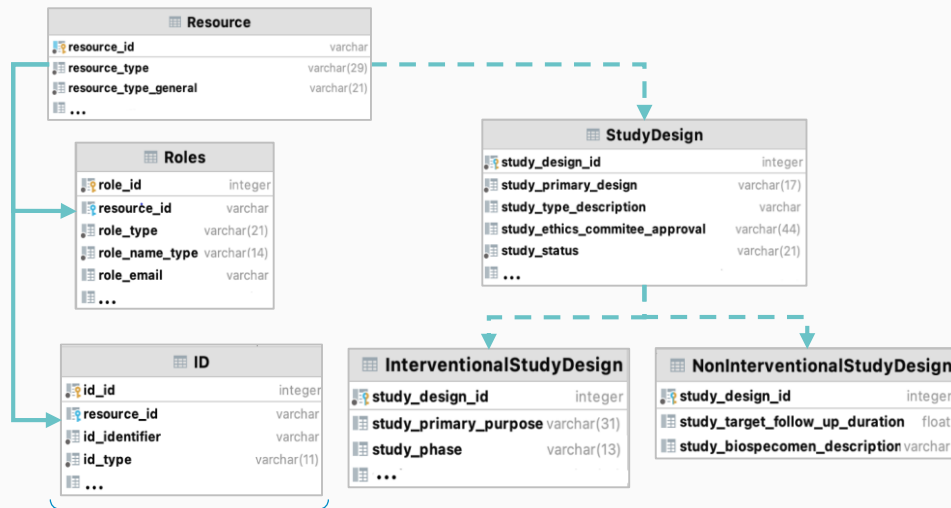 Resource
resource_id varchar
resource_type varchar(29)
resource_type_general varchar(21)
...
Roles
role_id integer
resource_id varchar
role_type varchar(21)
role_name_type varchar(14)
role_email varchar
...
ID
id_id integer
resource_id varchar
id_identifier varchar
id_type varchar(11)
...
StudyDesign
study_design_id integer
study_primary_design varchar(17)
study_type_description varchar
study_ethics_commitee_approval varchar(44)
study_status varchar(21)
...
InterventionalStudyDesign
study_design_id integer
study_primary_purpose varchar(31)
study_phase varchar(13)
...
NonInterventionalStudyDesign
study_design_id integer
study_target_follow_up_duration float
study_biospecomen_description varchar